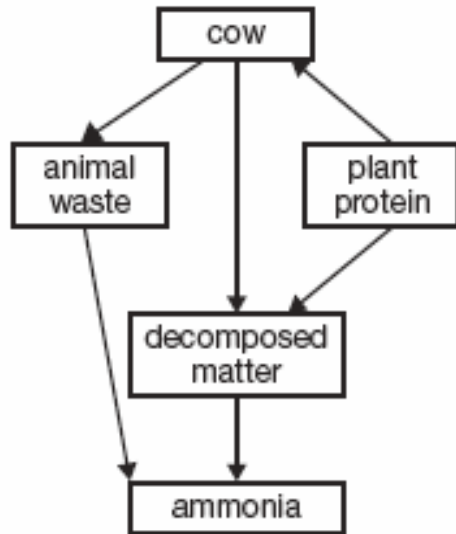 cow
animal
waste
plant
protein
decomposed
matter
ammonia